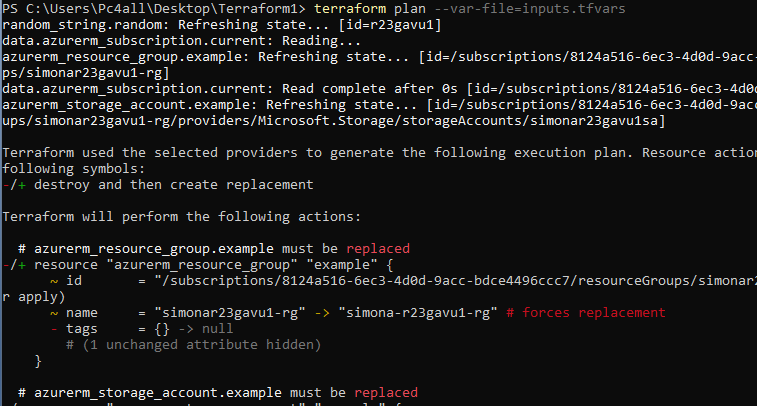 PS C:\Users\Pc4all\Desktop\Terraform1> terraform plan --var-file=inputs.tfvars
random_string.random: Refreshing state... [id=r23gavu1]
data.azurerm_subscription.current: Reading...
azurerm_resource_group.example: Refreshing state... [id=/subscriptions/8124a516-6ec3-4d0d-9acc-
ps/simonar23gavu1-rg]
data.azurerm_subscription.current: Read complete after 0s [id=/subscriptions/8124a516-6ec3-4d0d
azurerm_storage_account.example: Refreshing state... [id=/subscriptions/8124a516-6ec3-4d0d-9acc
ups/simonar23gavu1-rg/providers/Microsoft.Storage/storageAccounts/simonar23gavu1sa]
Terraform used the selected providers to generate the following execution plan. Resource action
following symbols:
-/+ destroy and then create replacement
Terraform will perform the following actions:
# azurerm_resource_group.example must be replaced
-/+ resource "azurerm_resource_group" "example" {
~ id = "/subscriptions/8124a516-6ec3-4d0d-9acc-bdce4496ccc7/resourceGroups/simonar2
r apply)
~ name = "simonar23gavu1-rg" -> "simona-r23gavu1-rg" # forces replacement
- tags = {} -> null
# (1 unchanged attribute hidden)
}
# azurerm_storage_account.example must be replaced